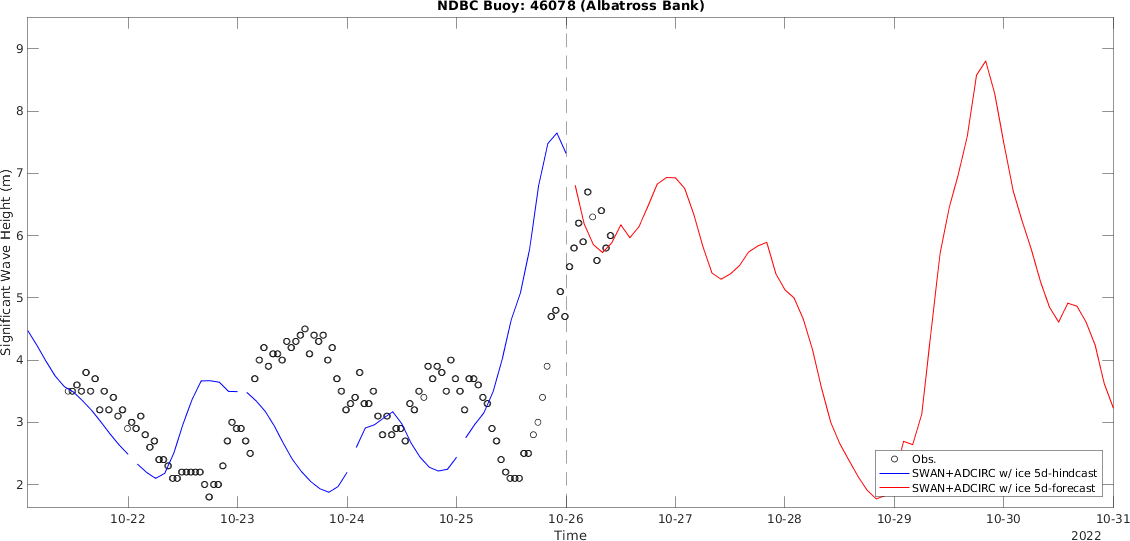 NDBC Buoy: 46078 (Albatross Bank)
Significant Wave Height (m)
9
8
7
6
5
4
3
2
Obs.
SWAN+ADCIRC w/ ice 5d-hindcast
SWAN+ADCIRC w/ ice 5d-forecast
10-22 10-23 10-24 10-25 10-26 10-27 10-28 10-29 10-30 10-31
Time
2022